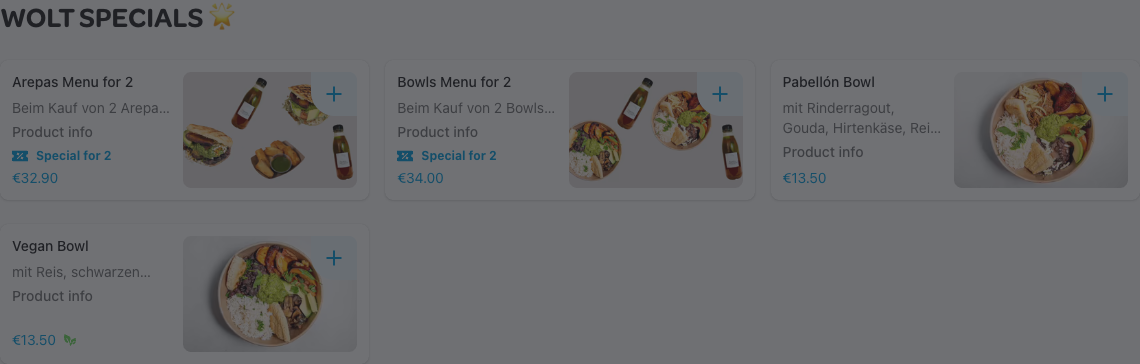 WOLT SPECIALS 🌟
Arepas Menu for 2
Beim Kauf von 2 Arepa...
Product info
Special for 2
€32.90
Bowls Menu for 2
Beim Kauf von 2 Bowls...
Product info
Special for 2
€34.00
Pabellón Bowl
mit Rinderragout,
Gouda, Hirtenkäse, Rei...
Product info
€13.50
Vegan Bowl
mit Reis, schwarzen...
Product info
€13.50